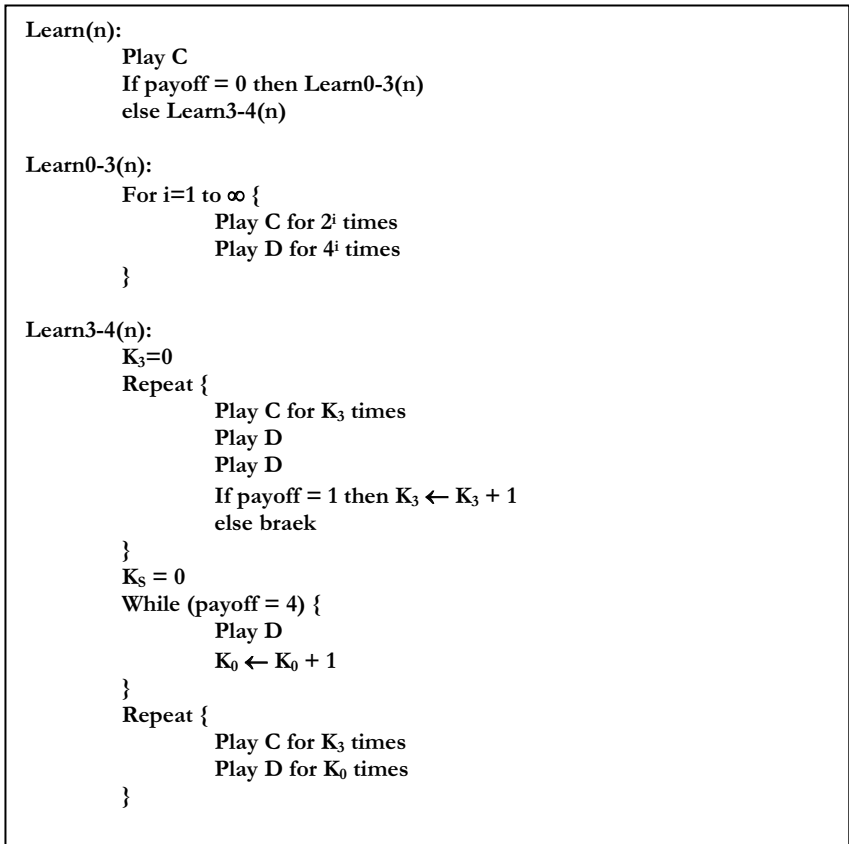 Learn(n):
Play C
If payoff = 0 then Learn0-3(n)
else Learn3-4(n)
Learn0-3(n):
For i=1 to ∞ {
Play C for 2ⁱ times
Play D for 4ⁱ times
}
Learn3-4(n):
K₃=0
Repeat {
Play C for K₃ times
Play D
Play D
If payoff = 1 then K₃ ← K₃ + 1
else braek
}
Kₛ = 0
While (payoff = 4) {
Play D
K₀ ← K₀ + 1
}
Repeat {
Play C for K₃ times
Play D for K₀ times
}